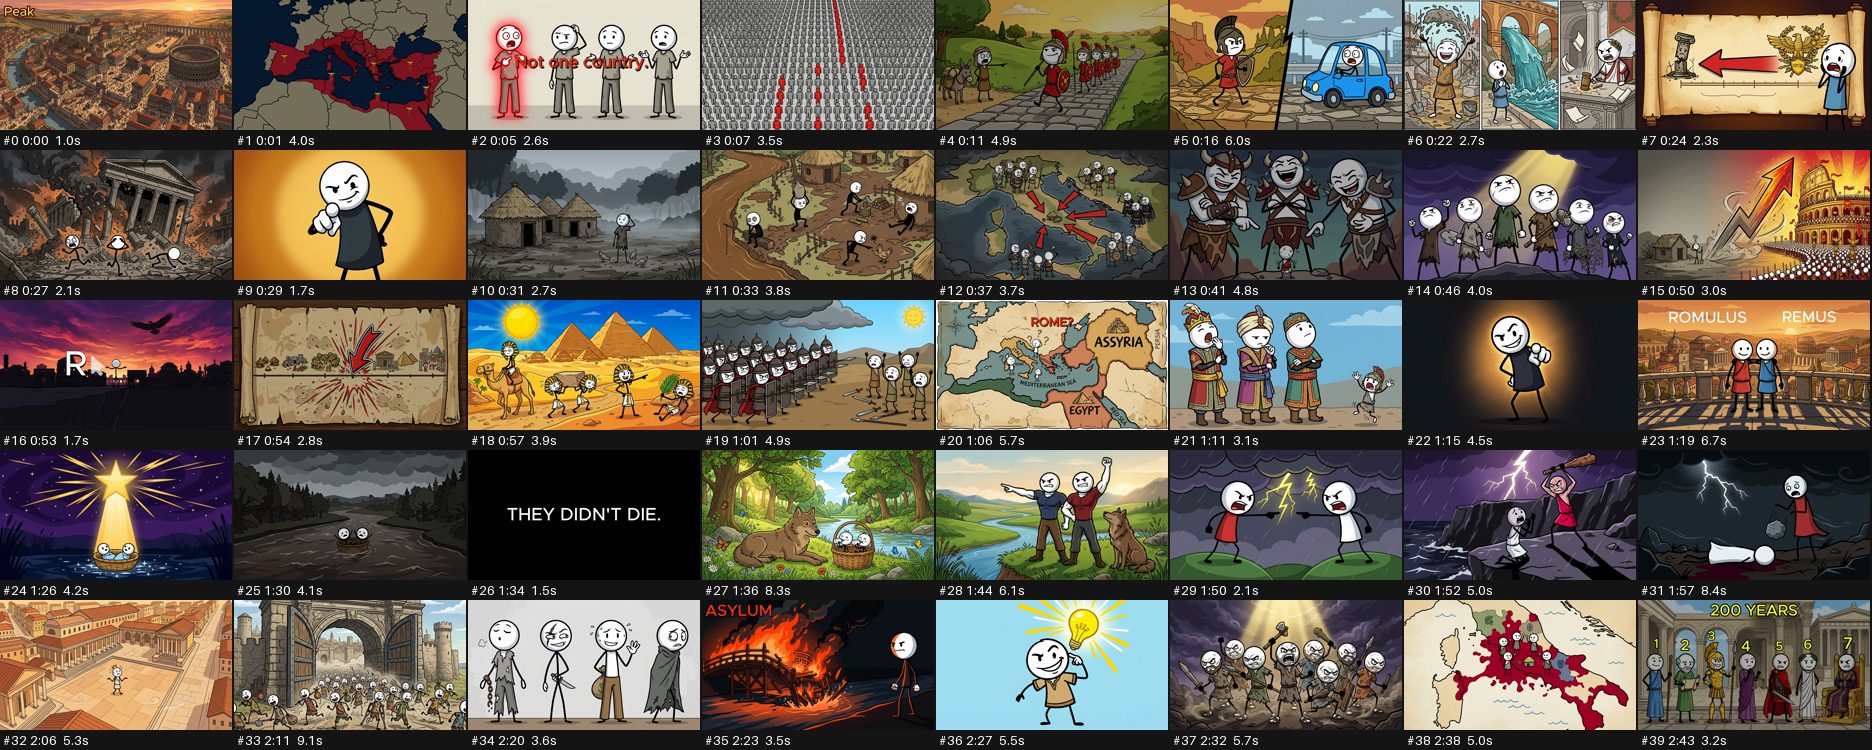 Peak
Not one country.
#0 0:00 1.0s
#1 0:01 4.0s
#2 0:05 2.6s
#3 0:07 3.5s
#4 0:11 4.9s
#5 0:16 6.0s
#6 0:22 2.7s
#7 0:24 2.3s
#8 0:27 2.1s
#9 0:29 1.7s
#10 0:31 2.7s
#11 0:33 3.8s
#12 0:37 3.7s
#13 0:41 4.8s
#14 0:46 4.0s
#15 0:50 3.0s
R
ROME?
ASSYRIA
PERSIA
MEDITERRANEAN SEA
EGYPT
ROMULUS REMUS
#16 0:53 1.7s
#17 0:54 2.8s
#18 0:57 3.9s
#19 1:01 4.9s
#20 1:06 5.7s
#21 1:11 3.1s
#22 1:15 4.5s
#23 1:19 6.7s
THEY DIDN'T DIE.
#24 1:26 4.2s
#25 1:30 4.1s
#26 1:34 1.5s
#27 1:36 8.3s
#28 1:44 6.1s
#29 1:50 2.1s
#30 1:52 5.0s
#31 1:57 8.4s
ASYLUM
200 YEARS
1 2 3 4 5 6 7
#32 2:06 5.3s
#33 2:11 9.1s
#34 2:20 3.6s
#35 2:23 3.5s
#36 2:27 5.5s
#37 2:32 5.7s
#38 2:38 5.0s
#39 2:43 3.2s